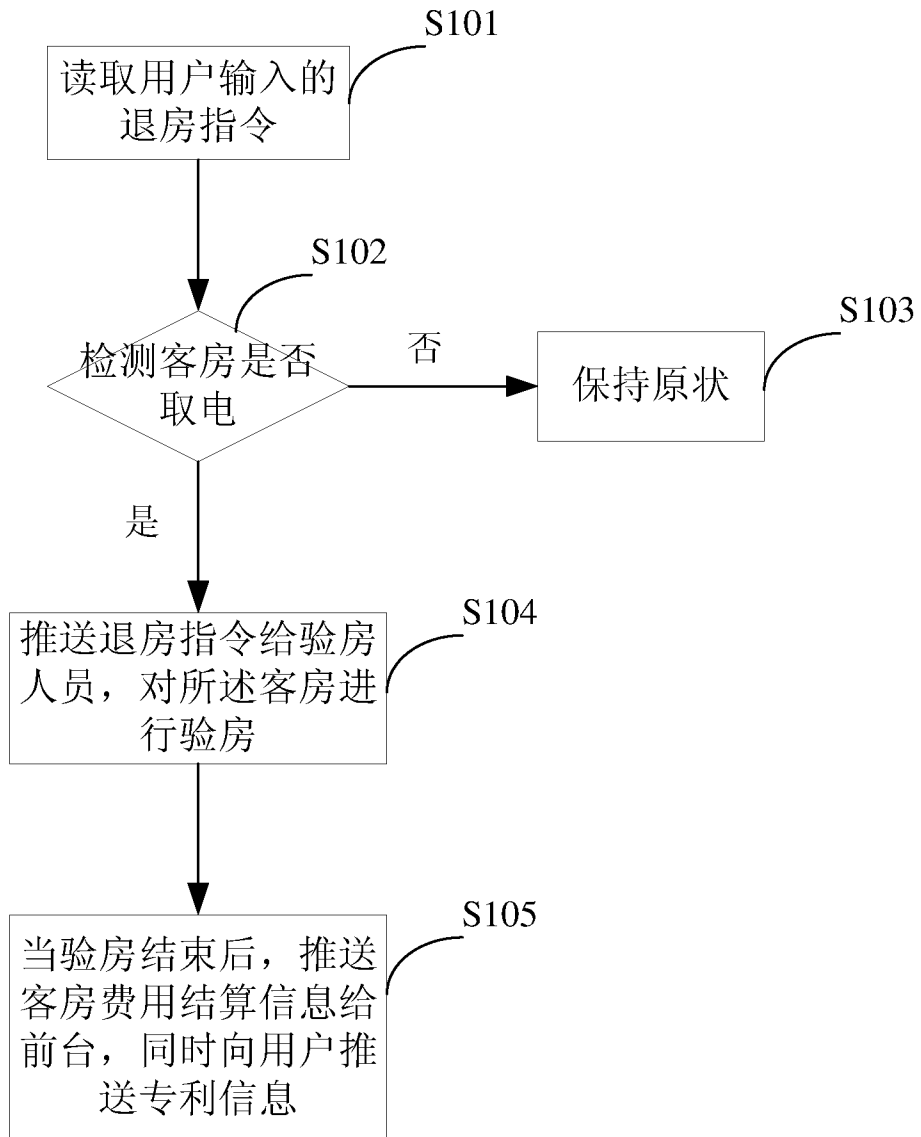 S101
读取用户输入的
退房指令
S102
检测客房是否
取电
否
S103
保持原状
是
S104
推送退房指令给验房
人员，对所述客房进
行验房
S105
当验房结束后，推送
客房费用结算信息给
前台，同时向用户推
送专利信息